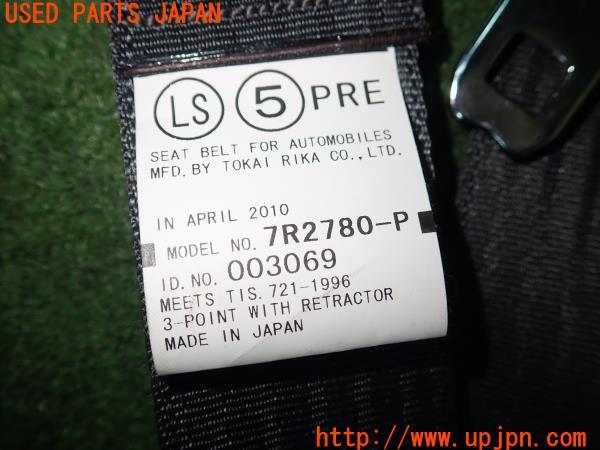 USED PARTS JAPAN
LS 5 PRE
SEAT BELT FOR AUTOMOBILES
MFD. BY TOKAI RIKA CO., LTD.
IN APRIL 2010
MODEL NO. 7R2780-P
ID. NO. 003069
MEETS TIS. 721-1996
3-POINT WITH RETRACTOR
MADE IN JAPAN
http://www.upjpn.com/